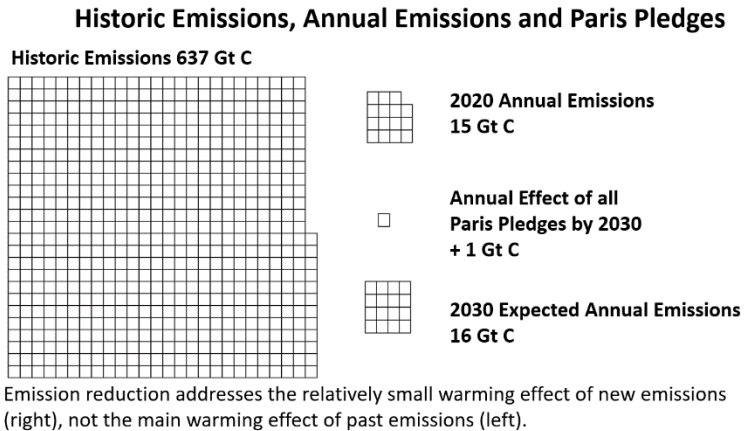 Historic Emissions, Annual Emissions and Paris Pledges
Historic Emissions 637 Gt C
2020 Annual Emissions
15 Gt C
Annual Effect of all
Paris Pledges by 2030
+ 1 Gt C
2030 Expected Annual Emissions
16 Gt C
Emission reduction addresses the relatively small warming effect of new emissions
(right), not the main warming effect of past emissions (left).